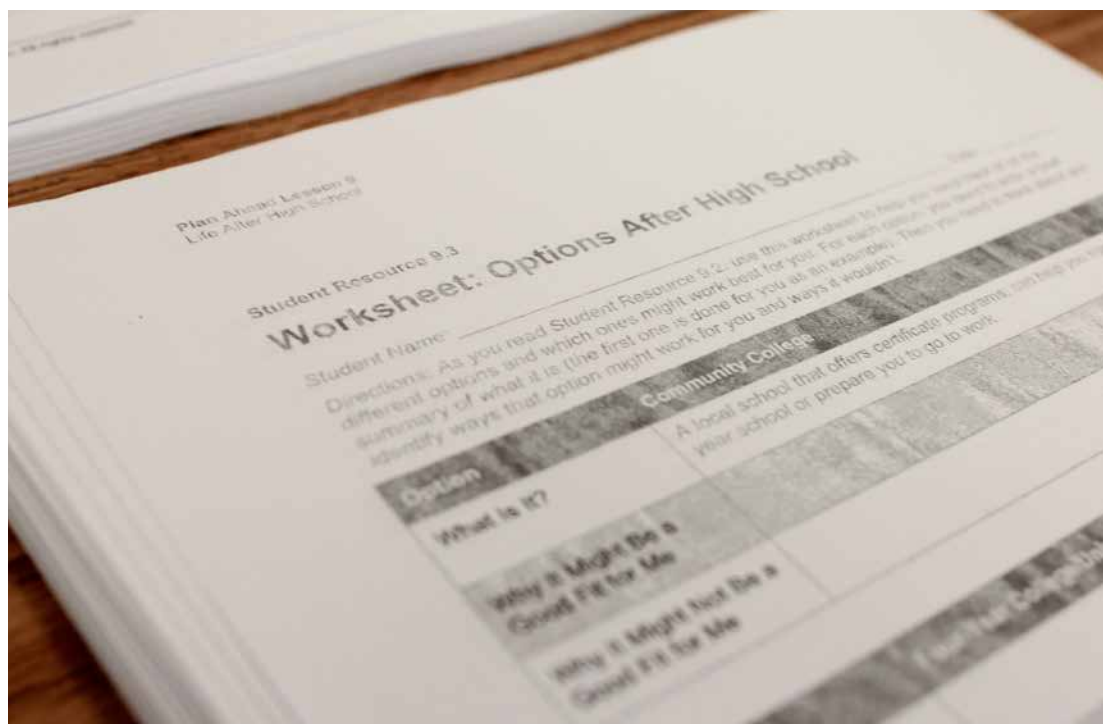 All rights reserved
Plan Ahead Lesson 9
Life After High School
Student Resource 9.3
Worksheet: Options After High School
Student Name: Date:
Directions: As you read Student Resource 9.2, use this worksheet to help you keep track of all the
different options and which ones might work best for you. For each option, you need to write a brief
summary of what it is (the first one is done for you as an example). Then you need to think about and
identify ways that option might work for you and ways it wouldn't.
Option Community College
What is it? A local school that offers certificate programs, can help you
year school or prepare you to go to work
Why It Might Be a
Good Fit for Me
Why It Might Not Be a
Good Fit for Me
Four Year College